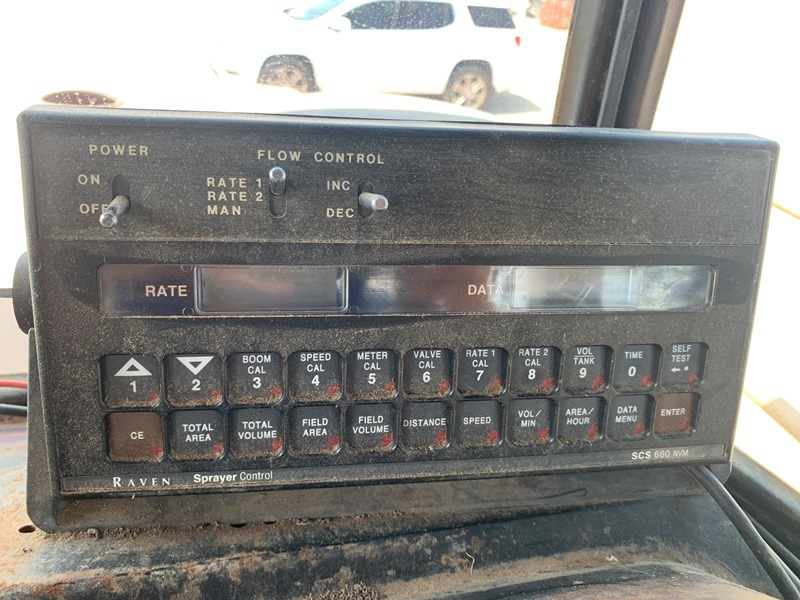 POWER
FLOW CONTROL
ON
OFF
RATE 1
RATE 2
MAN
INC
DEC
RATE
DATA
1
2
BOOM
CAL
3
SPEED
CAL
4
METER
CAL
5
VALVE
CAL
6
RATE 1
CAL
7
RATE 2
CAL
8
VOL
TANK
9
TIME
0
SELF
TEST
CE
TOTAL
AREA
TOTAL
VOLUME
FIELD
AREA
FIELD
VOLUME
DISTANCE
SPEED
VOL/
MIN
AREA/
HOUR
DATA
MENU
ENTER
RAVEN Sprayer Control
SCS 660 NVM